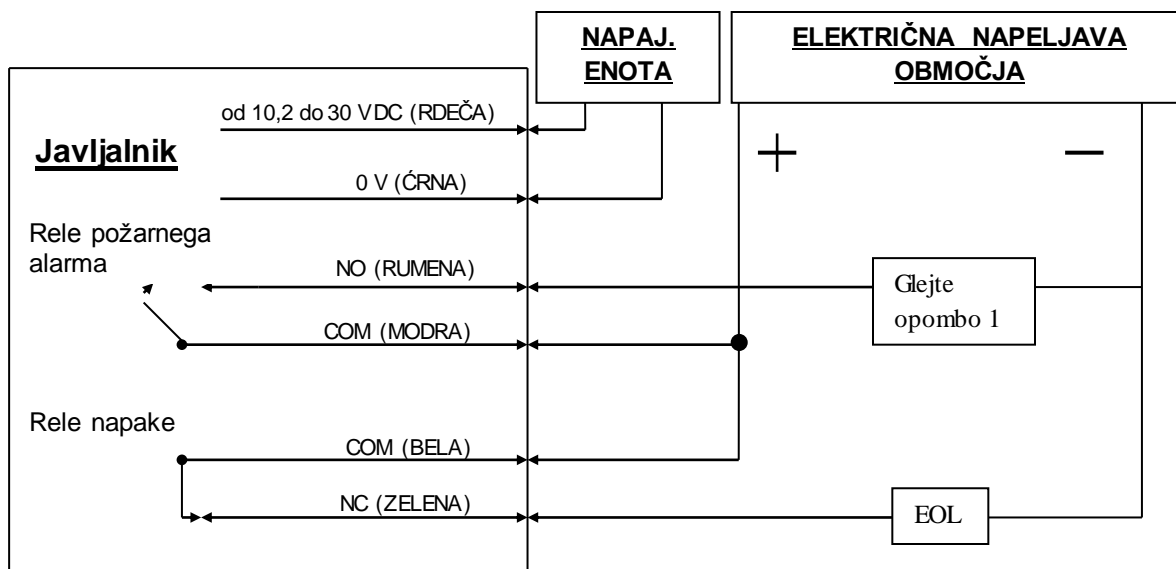 NAPAJ.
ENOTA
ELEKTRIČNA NAPELJAVA
OBMOČJA
od 10,2 do 30 VDC (RDEČA)
Javljalnik
0 V (ĆRNA)
Rele požarnega
alarma
NO (RUMENA)
Glejte
opombo 1
COM (MODRA)
Rele napake
COM (BELA)
NC (ZELENA)
EOL